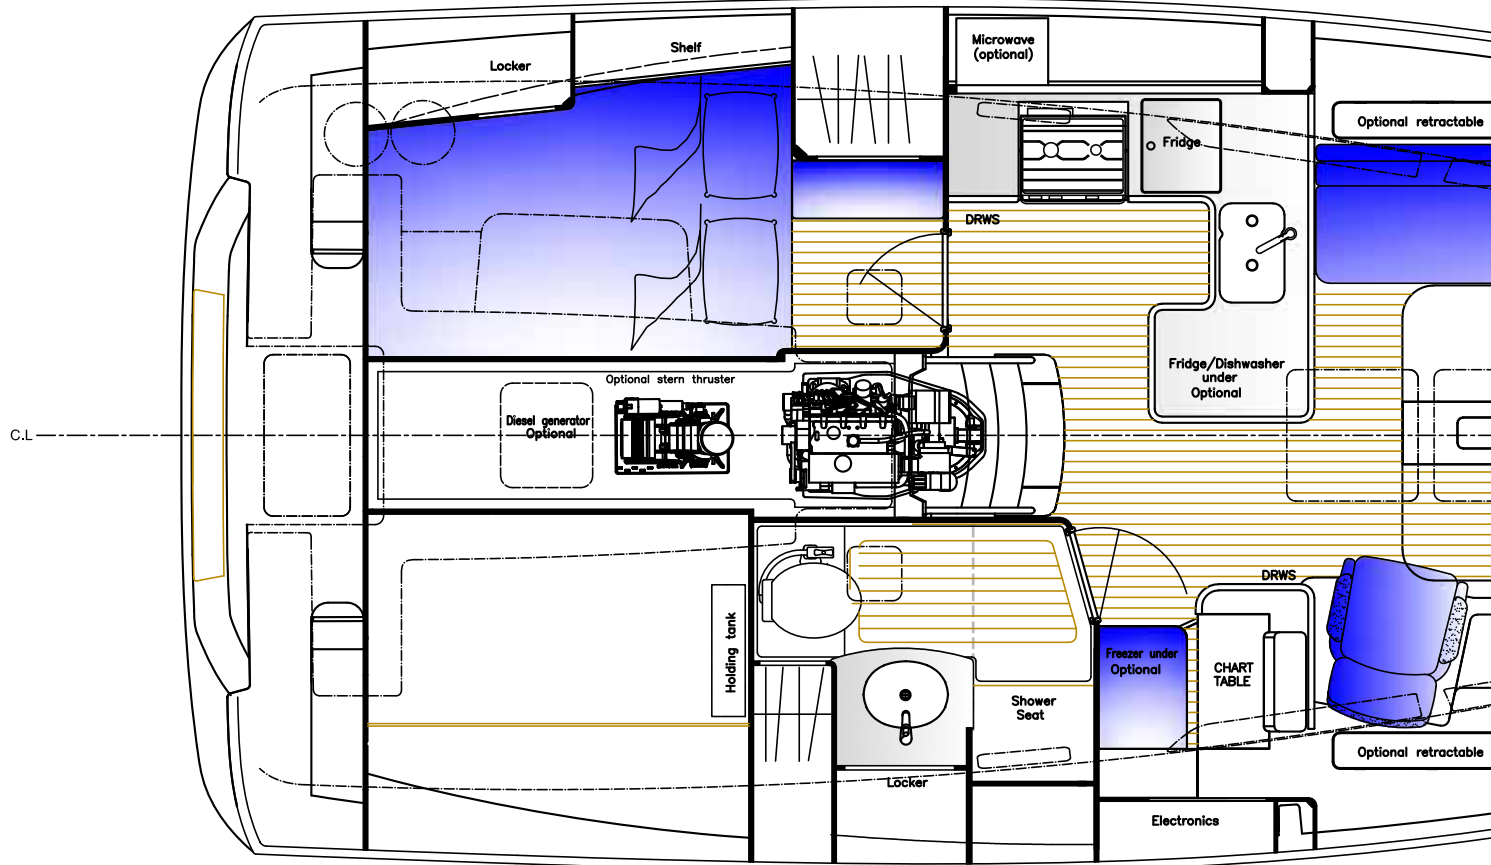 Locker
Shelf
Microwave
(optional)
Fridge
Optional retractable
DRWS
Fridge/Dishwasher
under
Optional
Optional stern thruster
Diesel generator
Optional
C.L
DRWS
Holding tank
Freezer under
Optional
CHART
TABLE
Shower
Seat
Optional retractable
Locker
Electronics